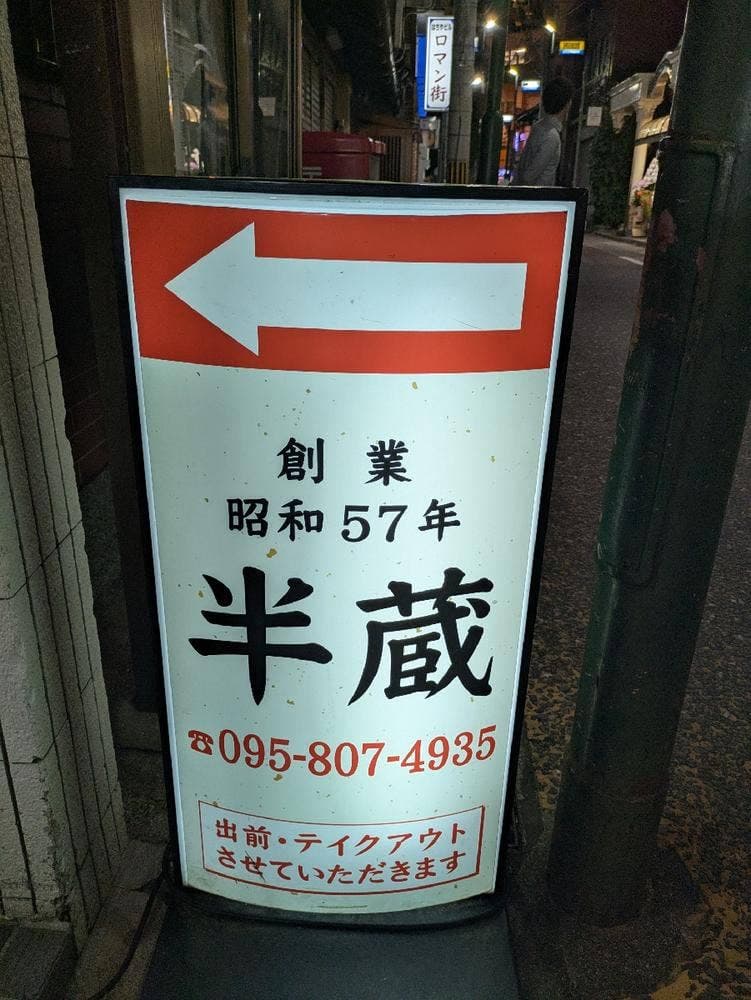 ロマン街
創業
昭和57年
半蔵
☎095-807-4935
出前・テイクアウト
させていただきます